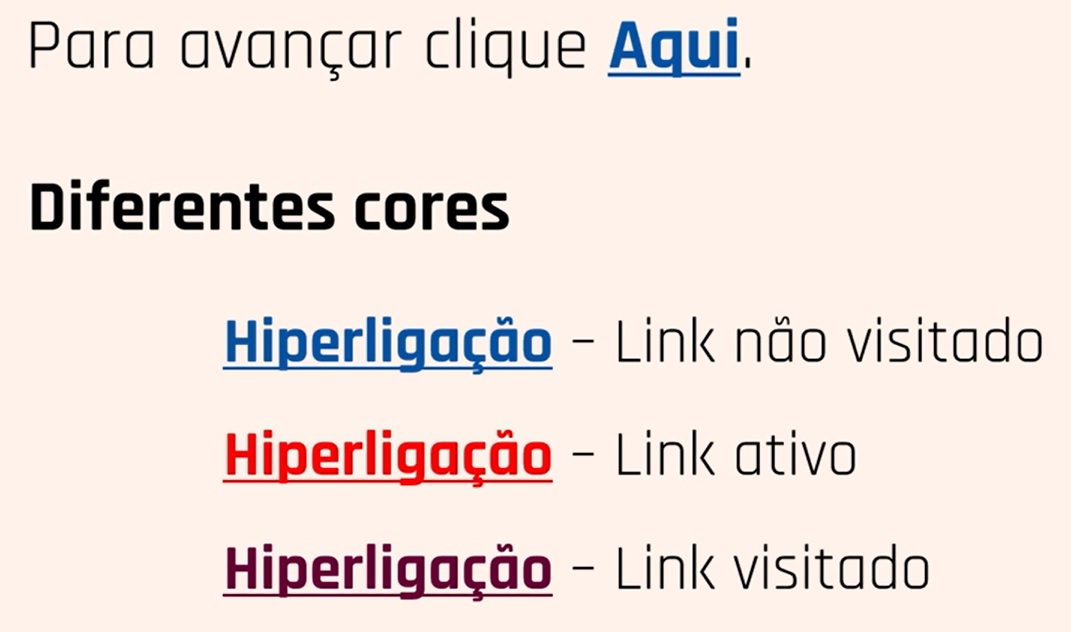 Para avançar clique Aqui.
Diferentes cores
Hiperligação – Link não visitado
Hiperligação – Link ativo
Hiperligação – Link visitado